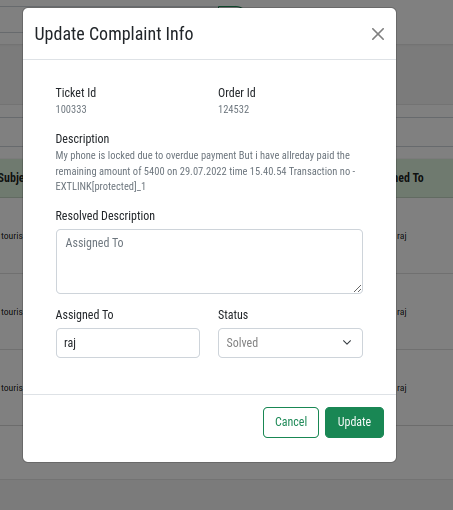 Update Complaint Info
Ticket Id
Order Id
100333
124532
Description
My phone is locked due to overdue payment But i have allreday paid the
remaining amount of 5400 on 29.07.2022 time 15.40.54 Transaction no -
EXTLINK[protected]_1
Resolved Description
Assigned To
Assigned To
Status
raj
Solved
Cancel
Update
Subje
ed To
touris
raj
touris
raj
touris
raj